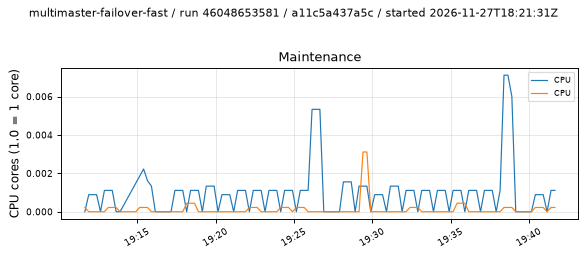 multimaster-failover-fast / run 46048653581 / a11c5a437a5c / started 2026-11-27T18:21:31Z
Maintenance
CPU cores (1.0 = 1 core)
0.006
0.004
0.002
0.000
CPU
CPU
19:15
19:20
19:25
19:30
19:35
19:40